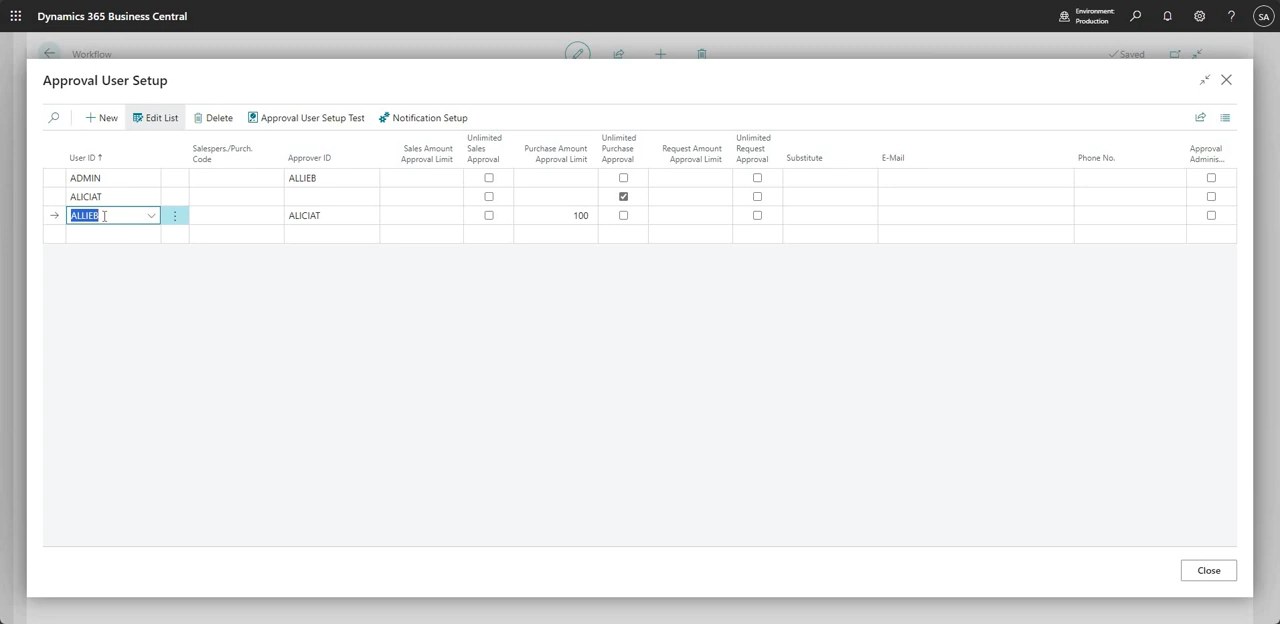 Dynamics 365 Business Central
Environment:
Production
?
SA
Workflow
Saved
Approval User Setup
New
Edit List
Delete
Approval User Setup Test
Notification Setup
User ID ↑
Salespers./Purch.
Code
Approver ID
Sales Amount
Approval Limit
Unlimited
Sales
Approval
Purchase Amount
Approval Limit
Unlimited
Purchase
Approval
Request Amount
Approval Limit
Unlimited
Request
Approval
Substitute
E-Mail
Phone No.
Approval
Adminis...
ADMIN ALLIEB
ALICIAT
ALLIEB ALICIAT 100
Close